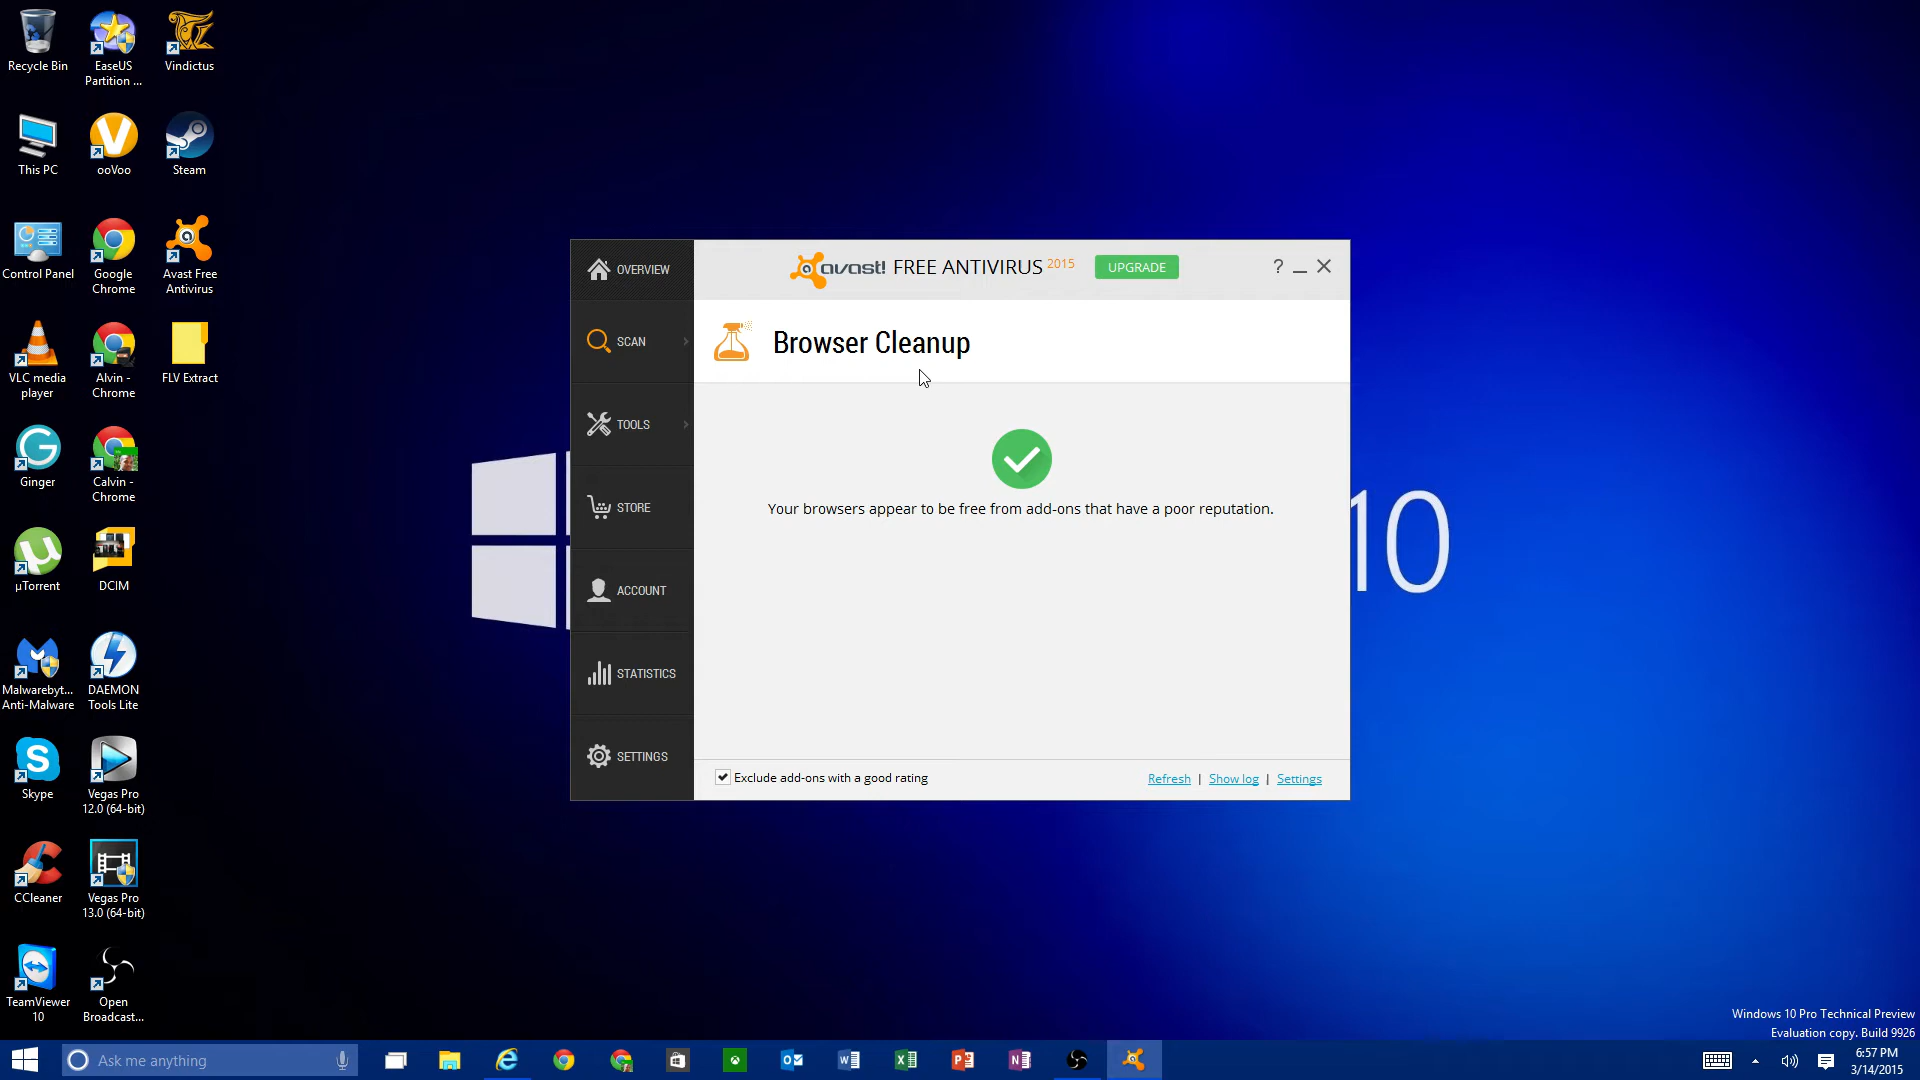 Recycle Bin
EaseUS
Partition ...
Vindictus
This PC
ooVoo
Steam
Control Panel
Google
Chrome
Avast Free
Antivirus
VLC media
player
Alvin -
Chrome
FLV Extract
Ginger
Calvin -
Chrome
µTorrent
DCIM
Malwarebyt...
Anti-Malware
DAEMON
Tools Lite
Skype
Vegas Pro
12.0 (64-bit)
CCleaner
Vegas Pro
13.0 (64-bit)
TeamViewer
10
Open
Broadcast...
OVERVIEW
SCAN
TOOLS
STORE
ACCOUNT
STATISTICS
SETTINGS
avast! FREE ANTIVIRUS 2015
UPGRADE
?
Browser Cleanup
Your browsers appear to be free from add-ons that have a poor reputation.
Exclude add-ons with a good rating
Refresh | Show log | Settings
10
Windows 10 Pro Technical Preview
Evaluation copy. Build 9926
Ask me anything
6:57 PM
3/14/2015